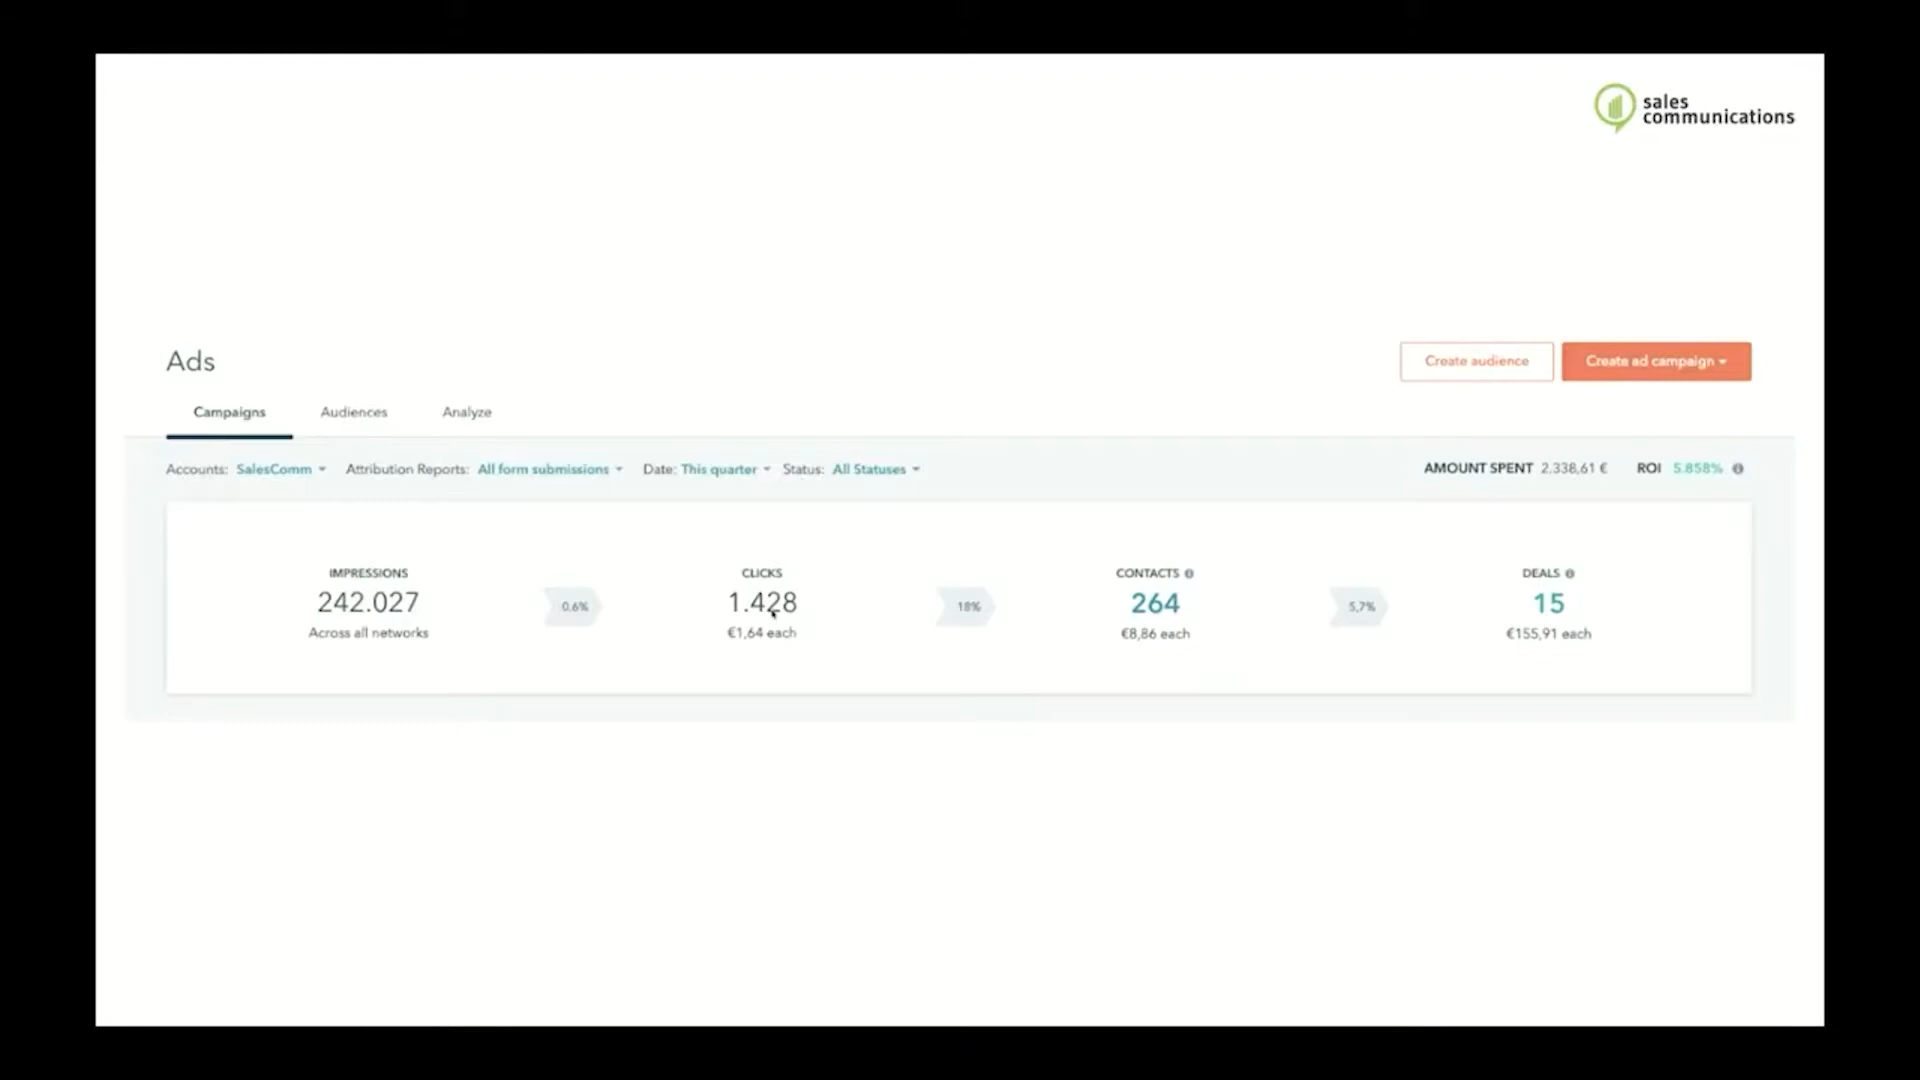 sales
communications
Ads
Create audience
Create ad campaign
Campaigns
Audiences
Analyze
Accounts: SalesComm
Attribution Reports: All form submissions
Date: This quarter
Status: All Statuses
AMOUNT SPENT 2.338,61 €
ROI 5.858%
IMPRESSIONS
242.027
Across all networks
0.6%
CLICKS
1.428
€1,64 each
18%
CONTACTS
264
€8,86 each
5,7%
DEALS
15
€155,91 each